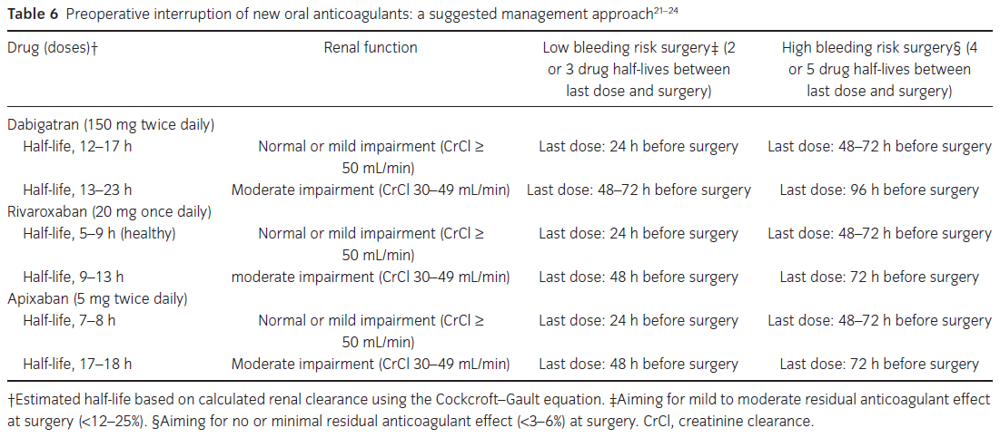 Table 6 Preoperative interruption of new oral anticoagulants: a suggested management approach21–24
Drug (doses)† Renal function Low bleeding risk surgery‡ (2 High bleeding risk surgery§ (4
or 3 drug half-lives between or 5 drug half-lives between
last dose and surgery) last dose and surgery)
Dabigatran (150 mg twice daily)
Half-life, 12–17 h Normal or mild impairment (CrCl ≥ Last dose: 24 h before surgery Last dose: 48–72 h before surgery
50 mL/min)
Half-life, 13–23 h Moderate impairment (CrCl 30–49 mL/min) Last dose: 48–72 h before surgery Last dose: 96 h before surgery
Rivaroxaban (20 mg once daily)
Half-life, 5–9 h (healthy) Normal or mild impairment (CrCl ≥ Last dose: 24 h before surgery Last dose: 48–72 h before surgery
50 mL/min)
Half-life, 9–13 h moderate impairment (CrCl 30–49 mL/min) Last dose: 48 h before surgery Last dose: 72 h before surgery
Apixaban (5 mg twice daily)
Half-life, 7–8 h Normal or mild impairment (CrCl ≥ Last dose: 24 h before surgery Last dose: 48–72 h before surgery
50 mL/min)
Half-life, 17–18 h Moderate impairment (CrCl 30–49 mL/min) Last dose: 48 h before surgery Last dose: 72 h before surgery
†Estimated half-life based on calculated renal clearance using the Cockcroft–Gault equation. ‡Aiming for mild to moderate residual anticoagulant effect
at surgery (<12–25%). §Aiming for no or minimal residual anticoagulant effect (<3–6%) at surgery. CrCl, creatinine clearance.